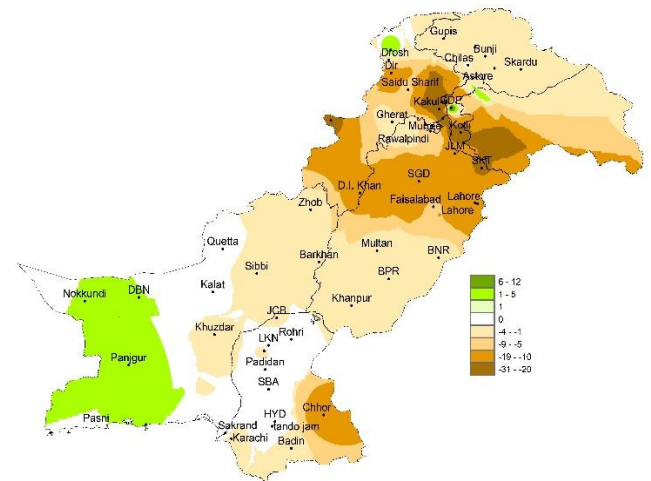 Gupis
Bunji
Drosh
Chilas
Skardu
Dir
Astore
Saidu Sharif
Kakul
GDP
Gherat
Murree
Kotli
Rawalpindi
JLM
SKT
SGD
D.I. Khan
Lahore
Faisalabad
Lahore
Zhob
Quetta
Multan
BNR
Barkhan
Sibbi
BPR
Nokkundi
DBN
Kalat
Khanpur
6 - 12
1 - 5
1
0
-4 - -1
-9 - -5
-19 - -10
-31 - -20
JCB
Khuzdar
Rohri
LKN
Panjgur
Padidan
SBA
Chhor
Pasni
HYD
Tando jam
Sakrand
Karachi
Badin